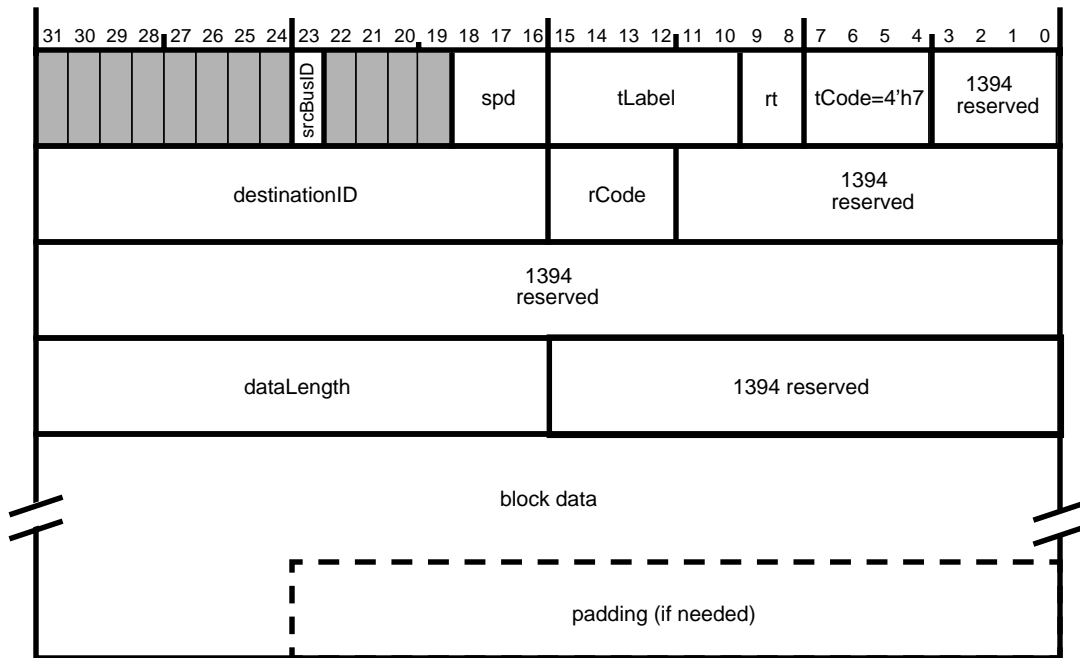 31 30 29 28 27 26 25 24 23 22 21 20 19 18 17 16 15 14 13 12 11 10 9 8 7 6 5 4 3 2 1 0
srcBusID
spd
tLabel
rt
tCode=4'h7
1394
reserved
destinationID
rCode
1394
reserved
1394
reserved
dataLength
1394 reserved
block data
padding (if needed)